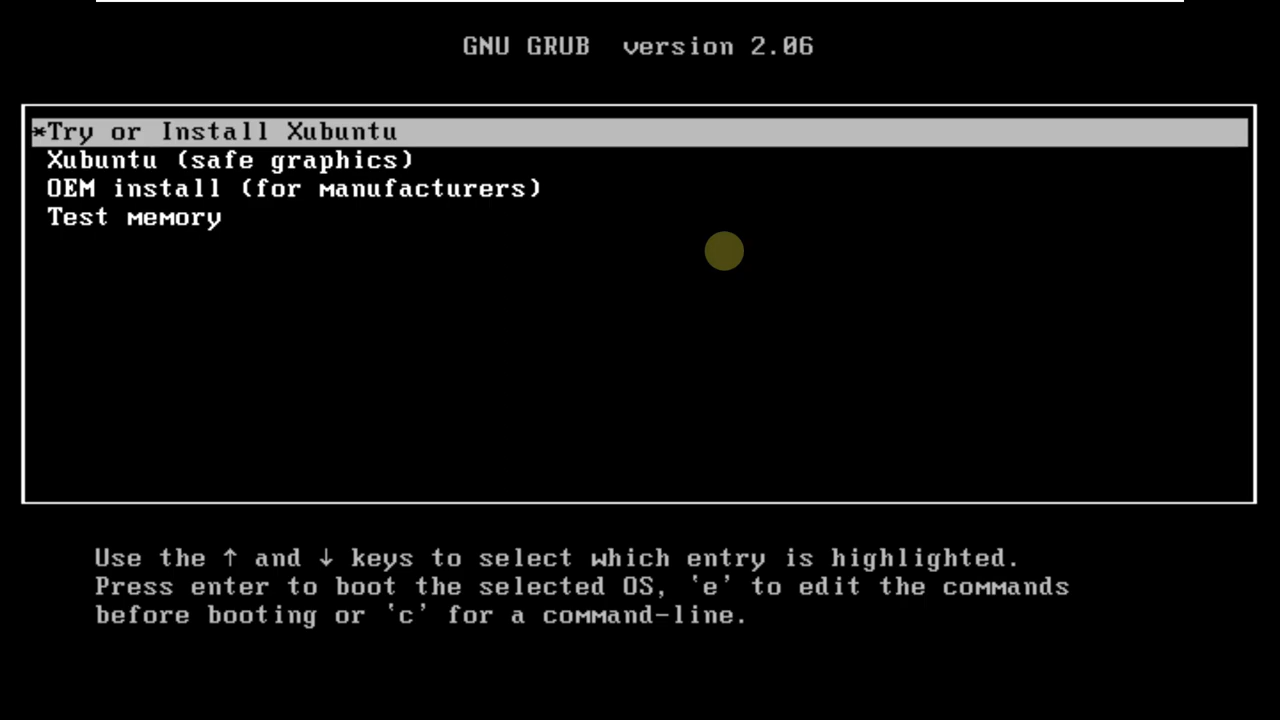 GNU GRUB version 2.06
*Try or Install Xubuntu
Xubuntu (safe graphics)
OEM install (for manufacturers)
Test memory
Use the ↑ and ↓ keys to select which entry is highlighted.
Press enter to boot the selected OS, `e' to edit the commands
before booting or `c' for a command-line.